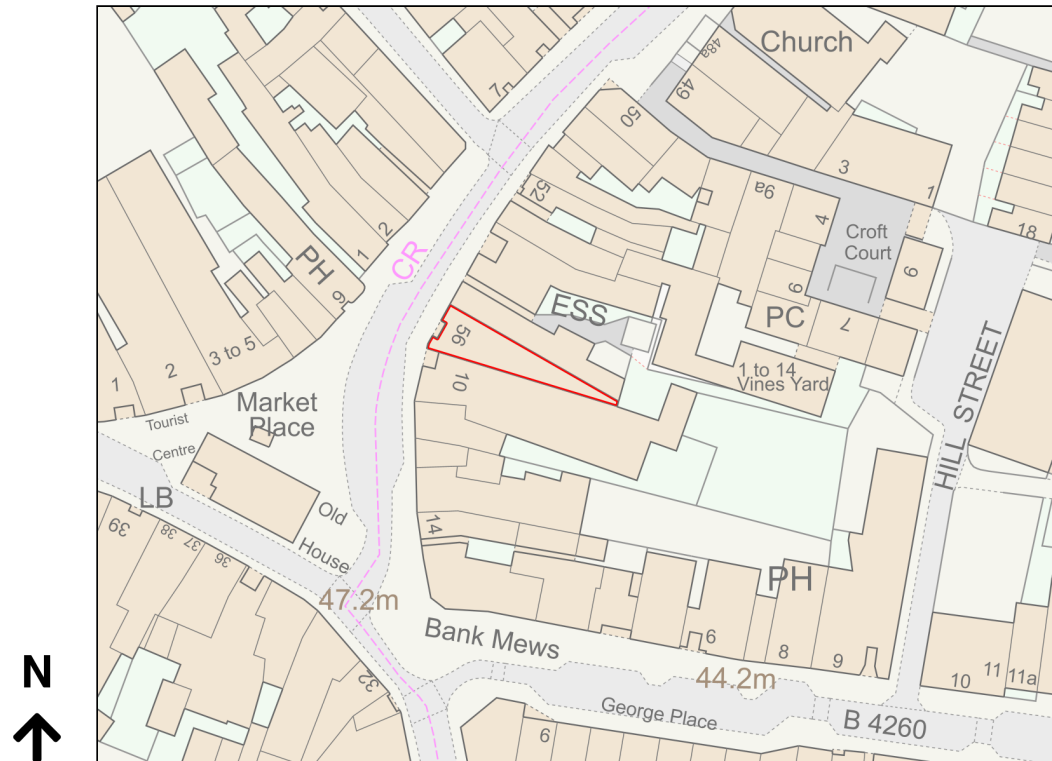 Church
48a
49
7
50
3
1
9a
52
4
Croft
Court
18
9
CR
2
1
PH
6
ESS
6
PC
7
56
1 to 14
Vines Yard
10
3 to 5
2
1
Market
Place
Tourist
Centre
HILL STREET
LB
Old
House
39
38
37
36
14
47.2m
PH
Bank Mews
6
8
9
10
11
11a
44.2m
32
George Place
B 4260
6
N